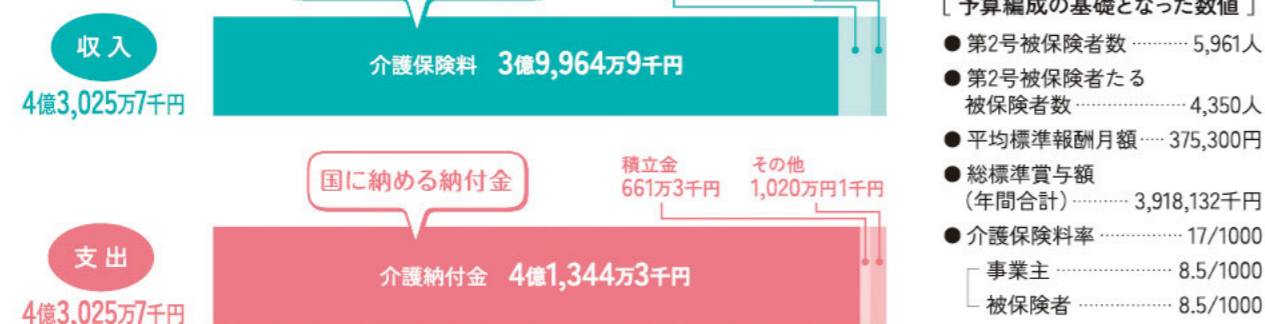 収入
4億3,025万7千円
介護保険料 3億9,964万9千円
国に納める納付金
積立金
661万3千円
その他
1,020万円1千円
支出
4億3,025万7千円
介護納付金 4億1,344万3千円
[ 予算編成の基礎となった数値 ]
● 第2号被保険者数 ………… 5,961人
● 第2号被保険者たる
被保険者数 ………………… 4,350人
● 平均標準報酬月額 ····· 375,300円
● 総標準賞与額
(年間合計) ………… 3,918,132千円
● 介護保険料率 …………… 17/1000
事業主 ………………… 8.5/1000
被保険者 ……………… 8.5/1000